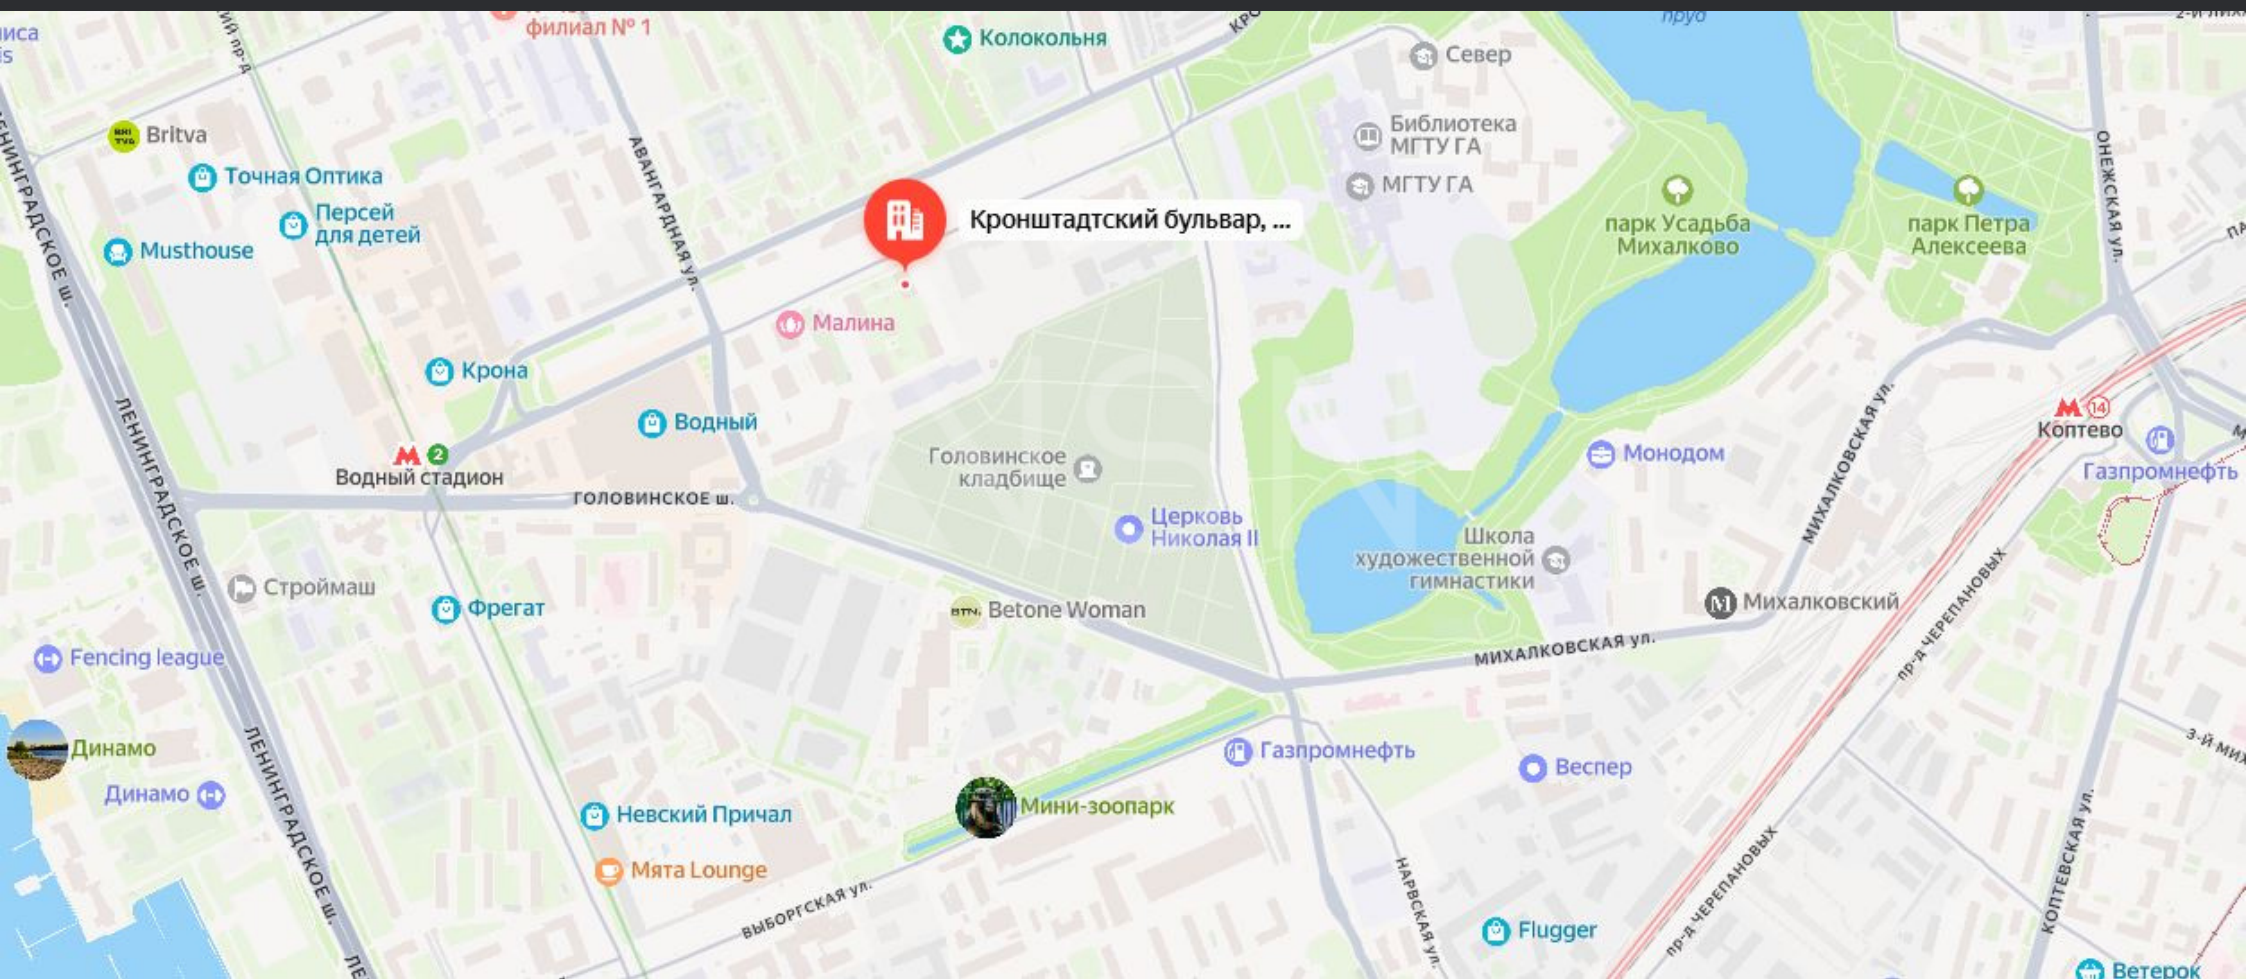 филиал № 1
Колокольня
Север
пруд
Britva
Библиотека
МГТУ ГА
МГТУ ГА
Точная Оптика
Персей
для детей
Musthouse
АВАНГАРДНАЯ ул.
Кронштадтский бульвар, ...
парк Усадьба
Михалково
парк Петра
Алексеева
ОНЕЖСКАЯ ул.
ЛЕНИНГРАДСКОЕ ш.
Малина
Крона
Водный
14
Коптево
2
Водный стадион
ЛЕНИНГРАДСКОЕ ш.
ГОЛОВИНСКОЕ ш.
Головинское
кладбище
Монодом
МИХАЛКОВСКАЯ ул.
Газпромнефть
Церковь
Николая II
Школа
художественной
гимнастики
Строймаш
Фрегат
BTN.
Betone Woman
Михалковский
пр-д ЧЕРЕПАНОВЫХ
МИХАЛКОВСКАЯ ул.
Fencing league
Динамо
Динамо
ЛЕНИНГРАДСКОЕ ш.
Газпромнефть
Веспер
Невский Причал
Мини-зоопарк
Мята Lounge
ВЫБОРГСКАЯ ул.
НАРВСКАЯ ул.
Flugger
пр-д ЧЕРЕПАНОВЫХ
КОПТЕВСКАЯ ул.
Ветерок